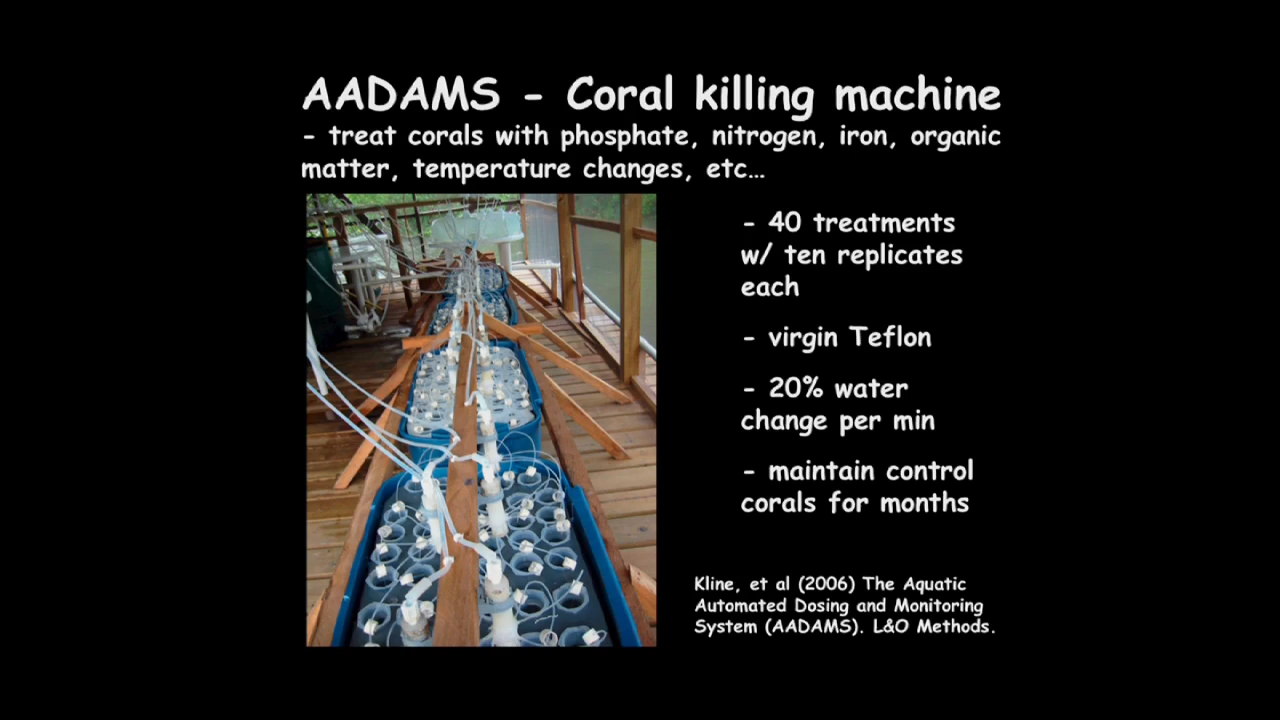 AADAMS - Coral killing machine
- treat corals with phosphate, nitrogen, iron, organic
matter, temperature changes, etc…
- 40 treatments
w/ ten replicates
each
- virgin Teflon
- 20% water
change per min
- maintain control
corals for months
Kline, et al (2006) The Aquatic
Automated Dosing and Monitoring
System (AADAMS). L&O Methods.